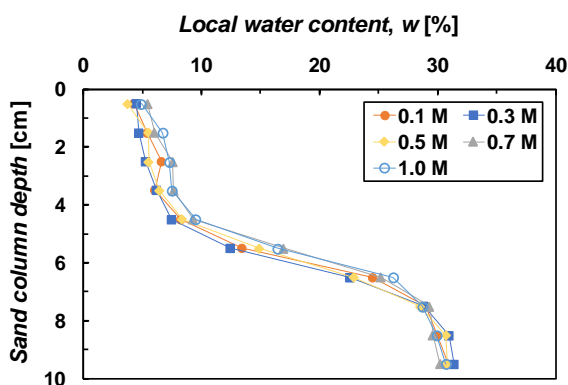 Local water content, w [%]
0 10 20 30 40
Sand column depth [cm]
0
2
4
6
8
10
0.1 M 0.3 M
0.5 M 0.7 M
1.0 M